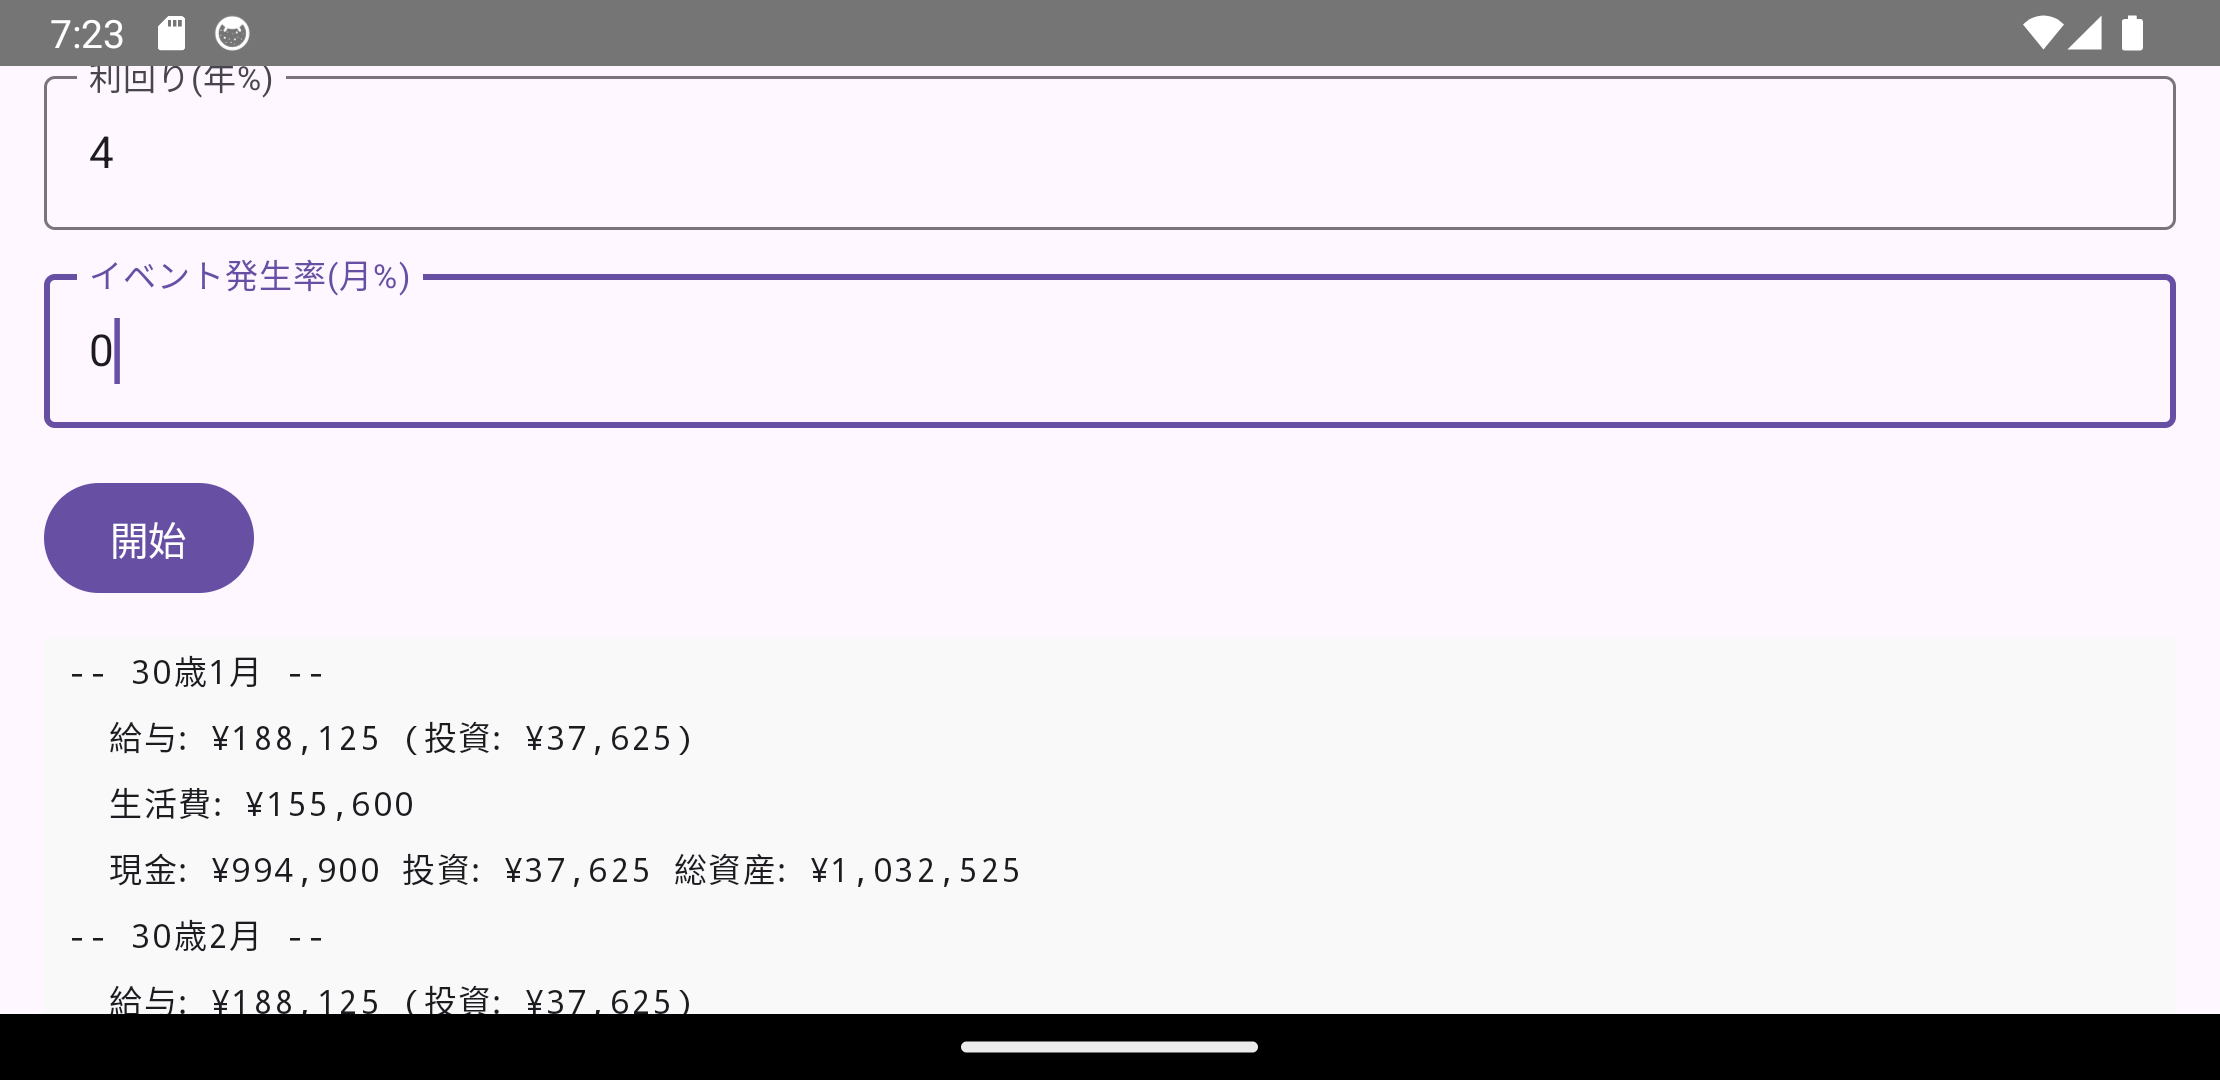 7:23
利回り(年%)
4
イベント発生率(月%)
0
開始
-- 30歳1月 --
給与: ¥188,125 (投資: ¥37,625)
生活費: ¥155,600
現金: ¥994,900 投資: ¥37,625 総資産: ¥1,032,525
-- 30歳2月 --
給与: ¥188,125 (投資: ¥37,625)